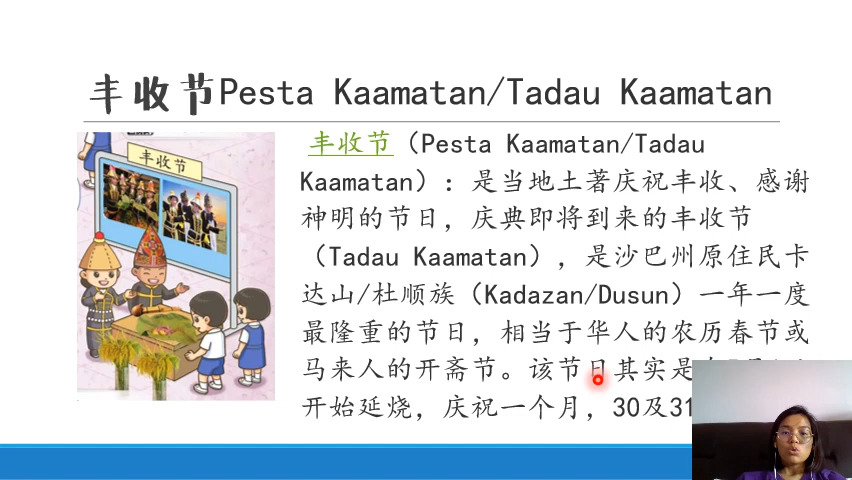 丰收节Pesta Kaamatan/Tadau Kaamatan
丰收节
丰收节（Pesta Kaamatan/Tadau
Kaamatan）：是当地土著庆祝丰收、感谢
神明的节日，庆典即将到来的丰收节
（Tadau Kaamatan），是沙巴州原住民卡
达山/杜顺族（Kadazan/Dusun）一年一度
最隆重的节日，相当于华人的农历春节或
马来人的开斋节。该节日其实是
开始延烧，庆祝一个月，30及31